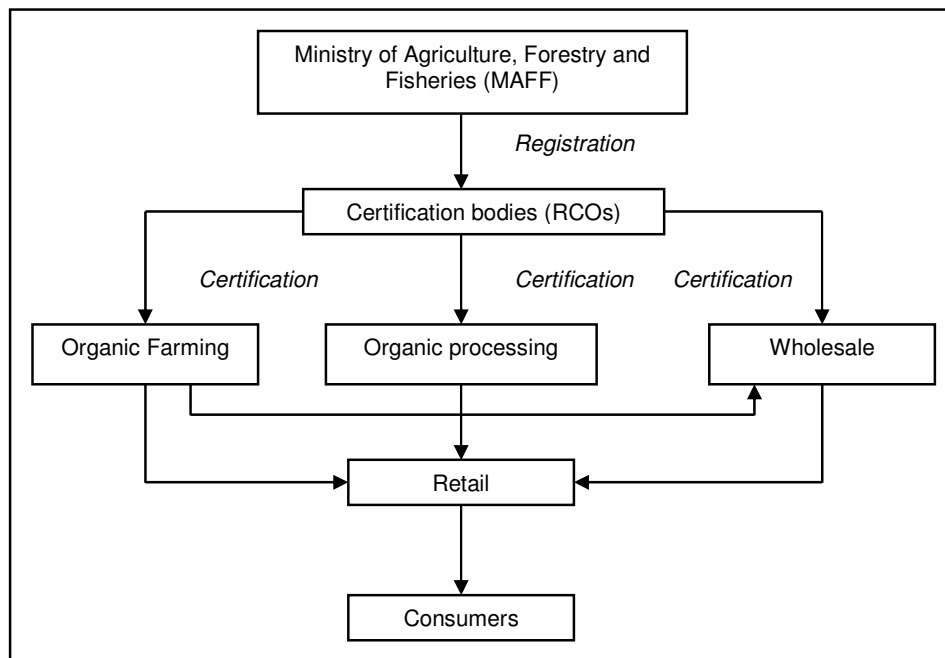 Ministry of Agriculture, Forestry and
Fisheries (MAFF)
Registration
Certification bodies (RCOs)
Certification
Certification
Certification
Organic Farming
Organic processing
Wholesale
Retail
Consumers